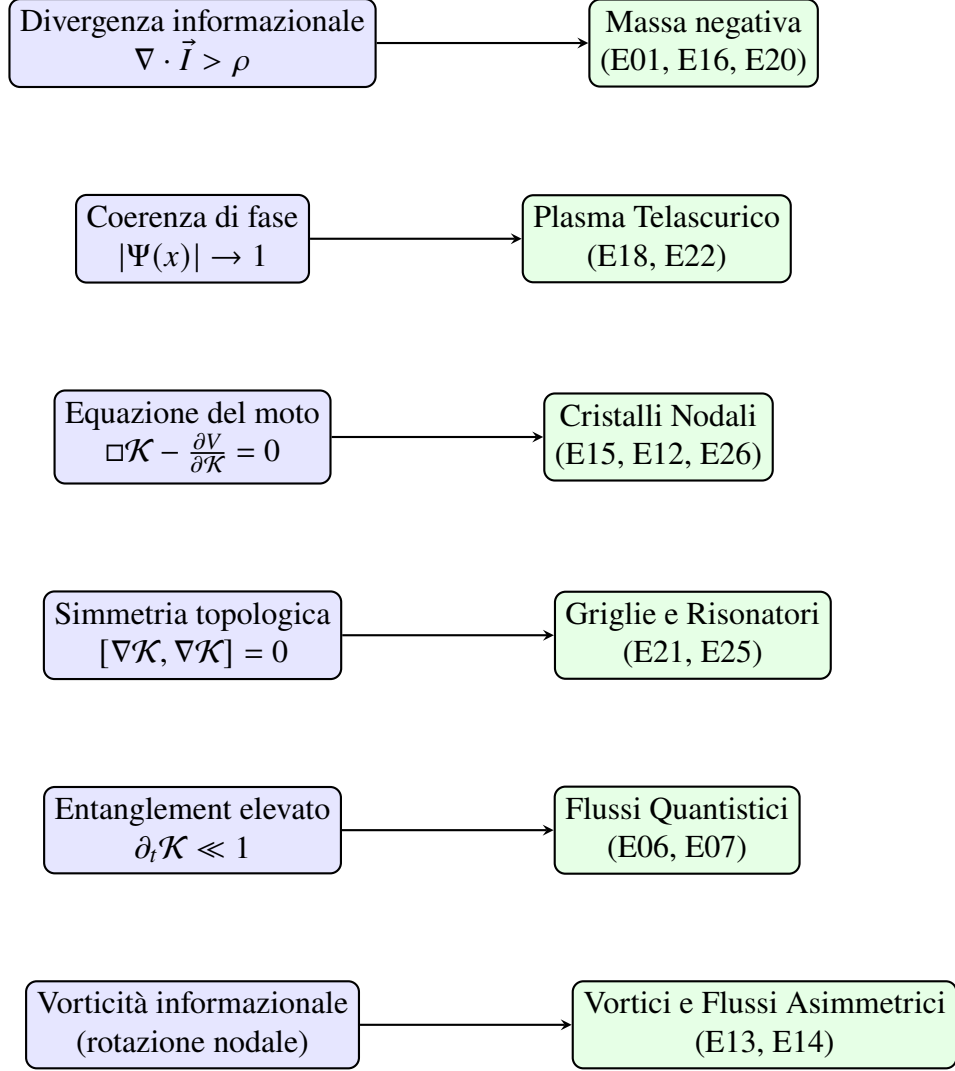 Divergenza informazionale
∇ · I⃗ > ρ
Massa negativa
(E01, E16, E20)
Coerenza di fase
|Ψ(x)| → 1
Plasma Telascurico
(E18, E22)
Equazione del moto
□𝒦 − ∂V/∂𝒦 = 0
Cristalli Nodali
(E15, E12, E26)
Simmetria topologica
[∇𝒦, ∇𝒦] = 0
Griglie e Risonatori
(E21, E25)
Entanglement elevato
∂ₜ𝒦 ≪ 1
Flussi Quantistici
(E06, E07)
Vorticità informazionale
(rotazione nodale)
Vortici e Flussi Asimmetrici
(E13, E14)